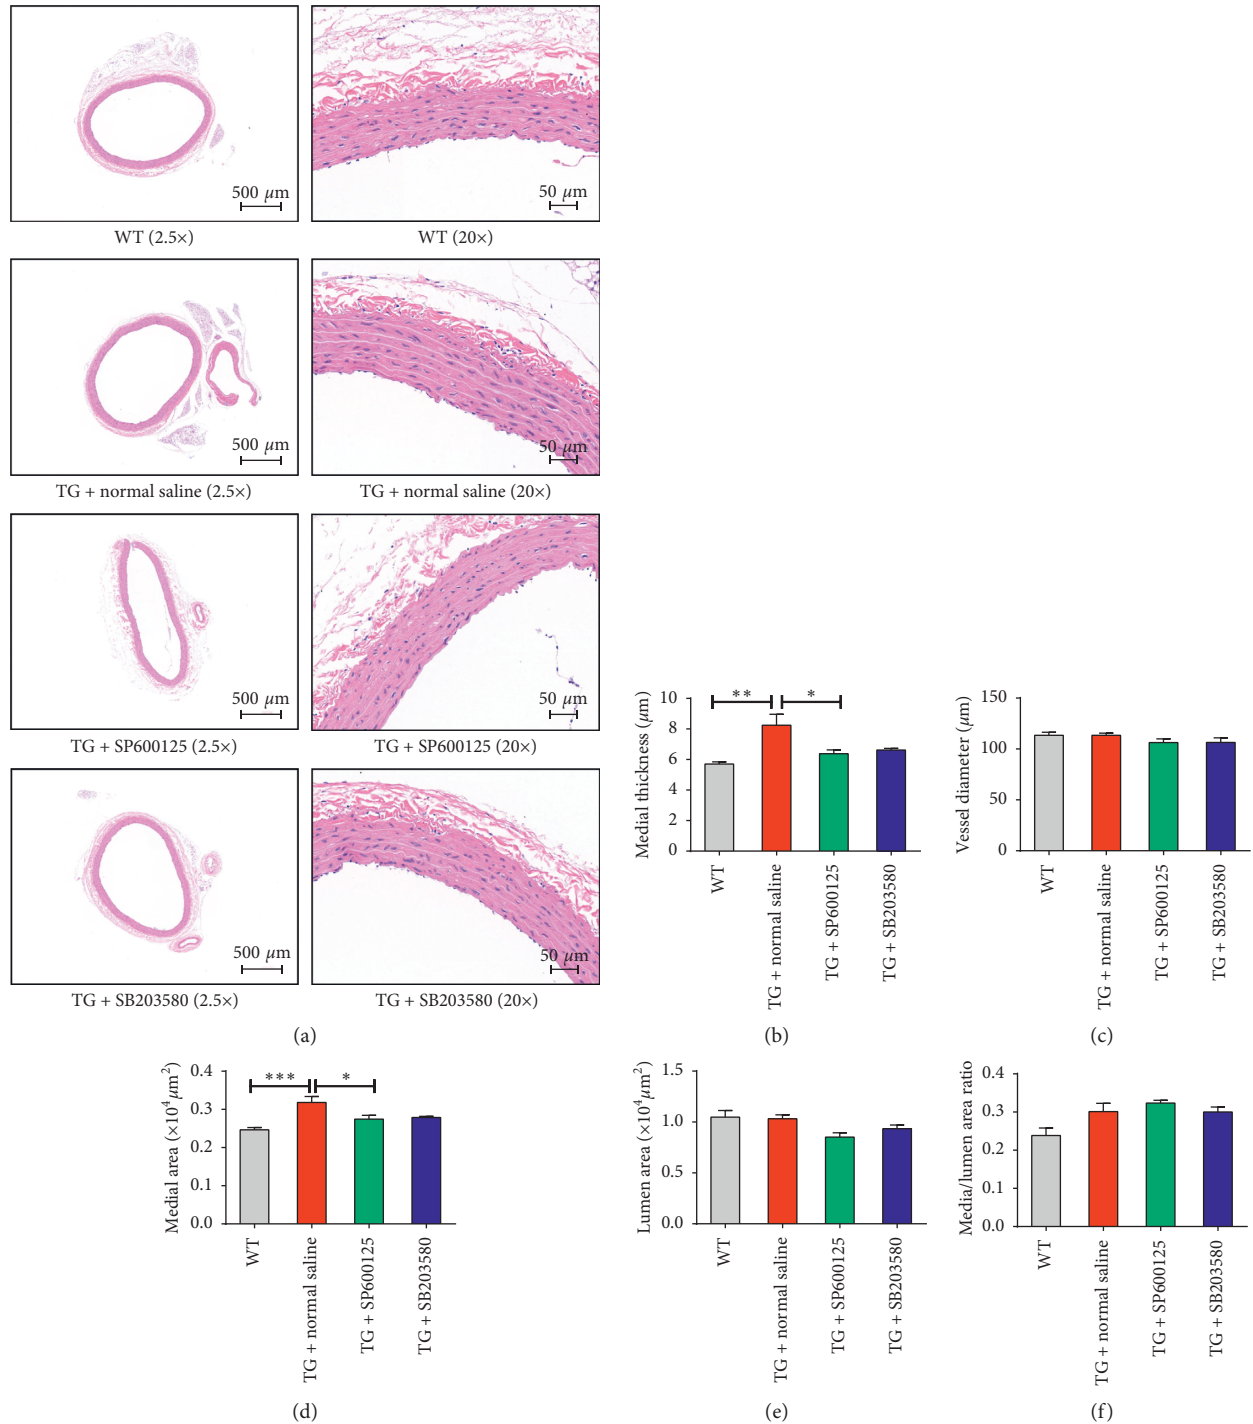 500 μm
50 μm
WT (2.5×)
WT (20×)
500 μm
50 μm
TG + normal saline (2.5×)
TG + normal saline (20×)
500 μm
50 μm
TG + SP600125 (2.5×)
TG + SP600125 (20×)
500 μm
50 μm
TG + SB203580 (2.5×)
TG + SB203580 (20×)
(a)
Medial thickness (μm)
10
8
6
4
2
0
**
*
WT
TG + normal saline
TG + SP600125
TG + SB203580
(b)
Vessel diameter (μm)
150
100
50
0
WT
TG + normal saline
TG + SP600125
TG + SB203580
(c)
Medial area (×10⁴ μm²)
0.4
0.3
0.2
0.1
0.0
***
*
WT
TG + normal saline
TG + SP600125
TG + SB203580
(d)
Lumen area (×10⁴ μm²)
1.5
1.0
0.5
0.0
WT
TG + normal saline
TG + SP600125
TG + SB203580
(e)
Media/lumen area ratio
0.4
0.3
0.2
0.1
0.0
WT
TG + normal saline
TG + SP600125
TG + SB203580
(f)